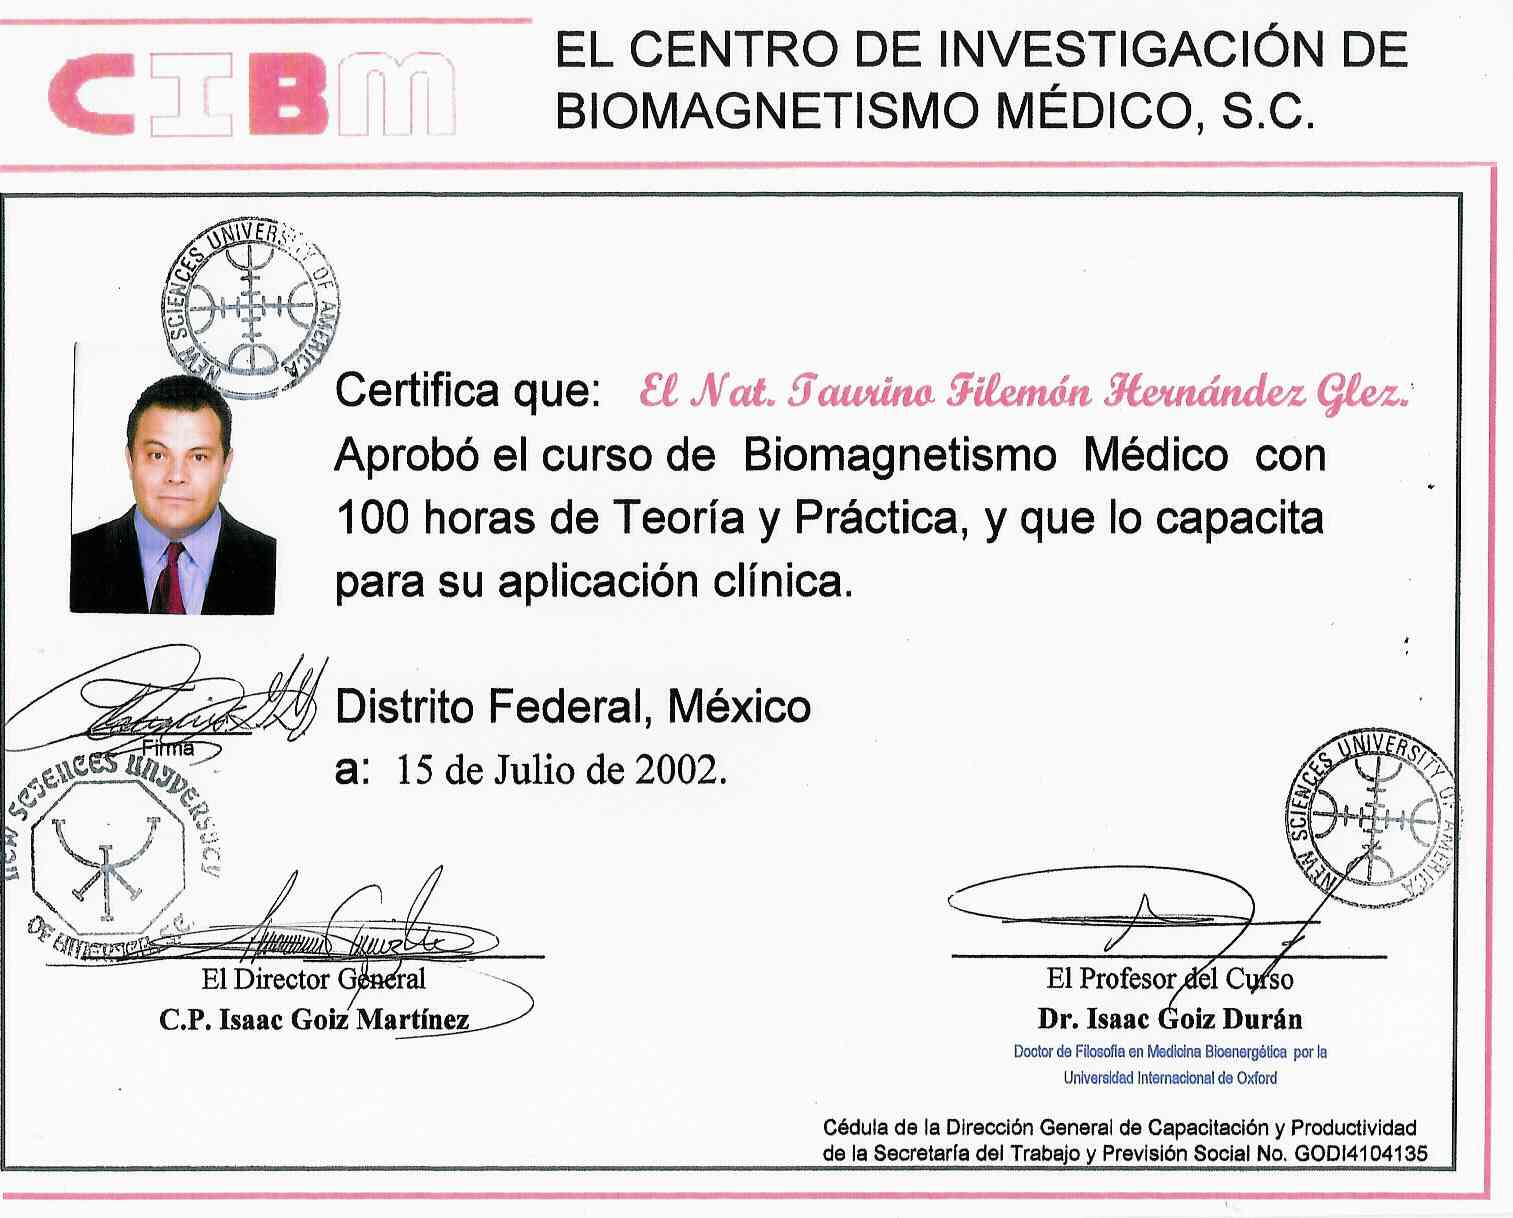 CIBM
EL CENTRO DE INVESTIGACIÓN DE
BIOMAGNETISMO MÉDICO, S.C.
NEW SCIENCES UNIVERSITY OF AMERICA
Certifica que: El Nat. Taurino Filemón Hernández Glez.
Aprobó el curso de Biomagnetismo Médico con
100 horas de Teoría y Práctica, y que lo capacita
para su aplicación clínica.
Distrito Federal, México
Firma
a: 15 de Julio de 2002.
NEW SCIENCES UNIVERSITY
OF AMERICA SC
NEW SCIENCES UNIVERSITY OF AMERICA
El Director General
C.P. Isaac Goiz Martínez
El Profesor del Curso
Dr. Isaac Goiz Durán
Doctor de Filosofia en Medicina Bioenergética por la
Universidad Internacional de Oxford
Cédula de la Dirección General de Capacitación y Productividad
de la Secretaría del Trabajo y Previsión Social No. GODI4104135